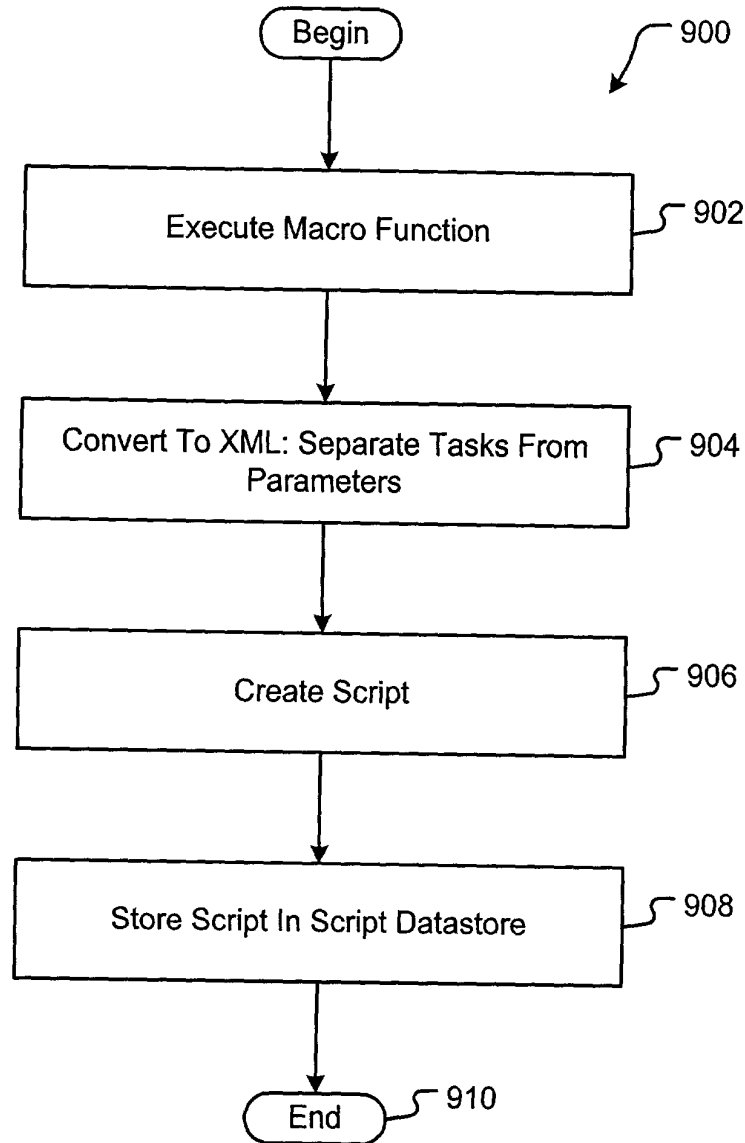 Begin
900
Execute Macro Function
902
Convert To XML: Separate Tasks From
Parameters
904
Create Script
906
Store Script In Script Datastore
908
End
910